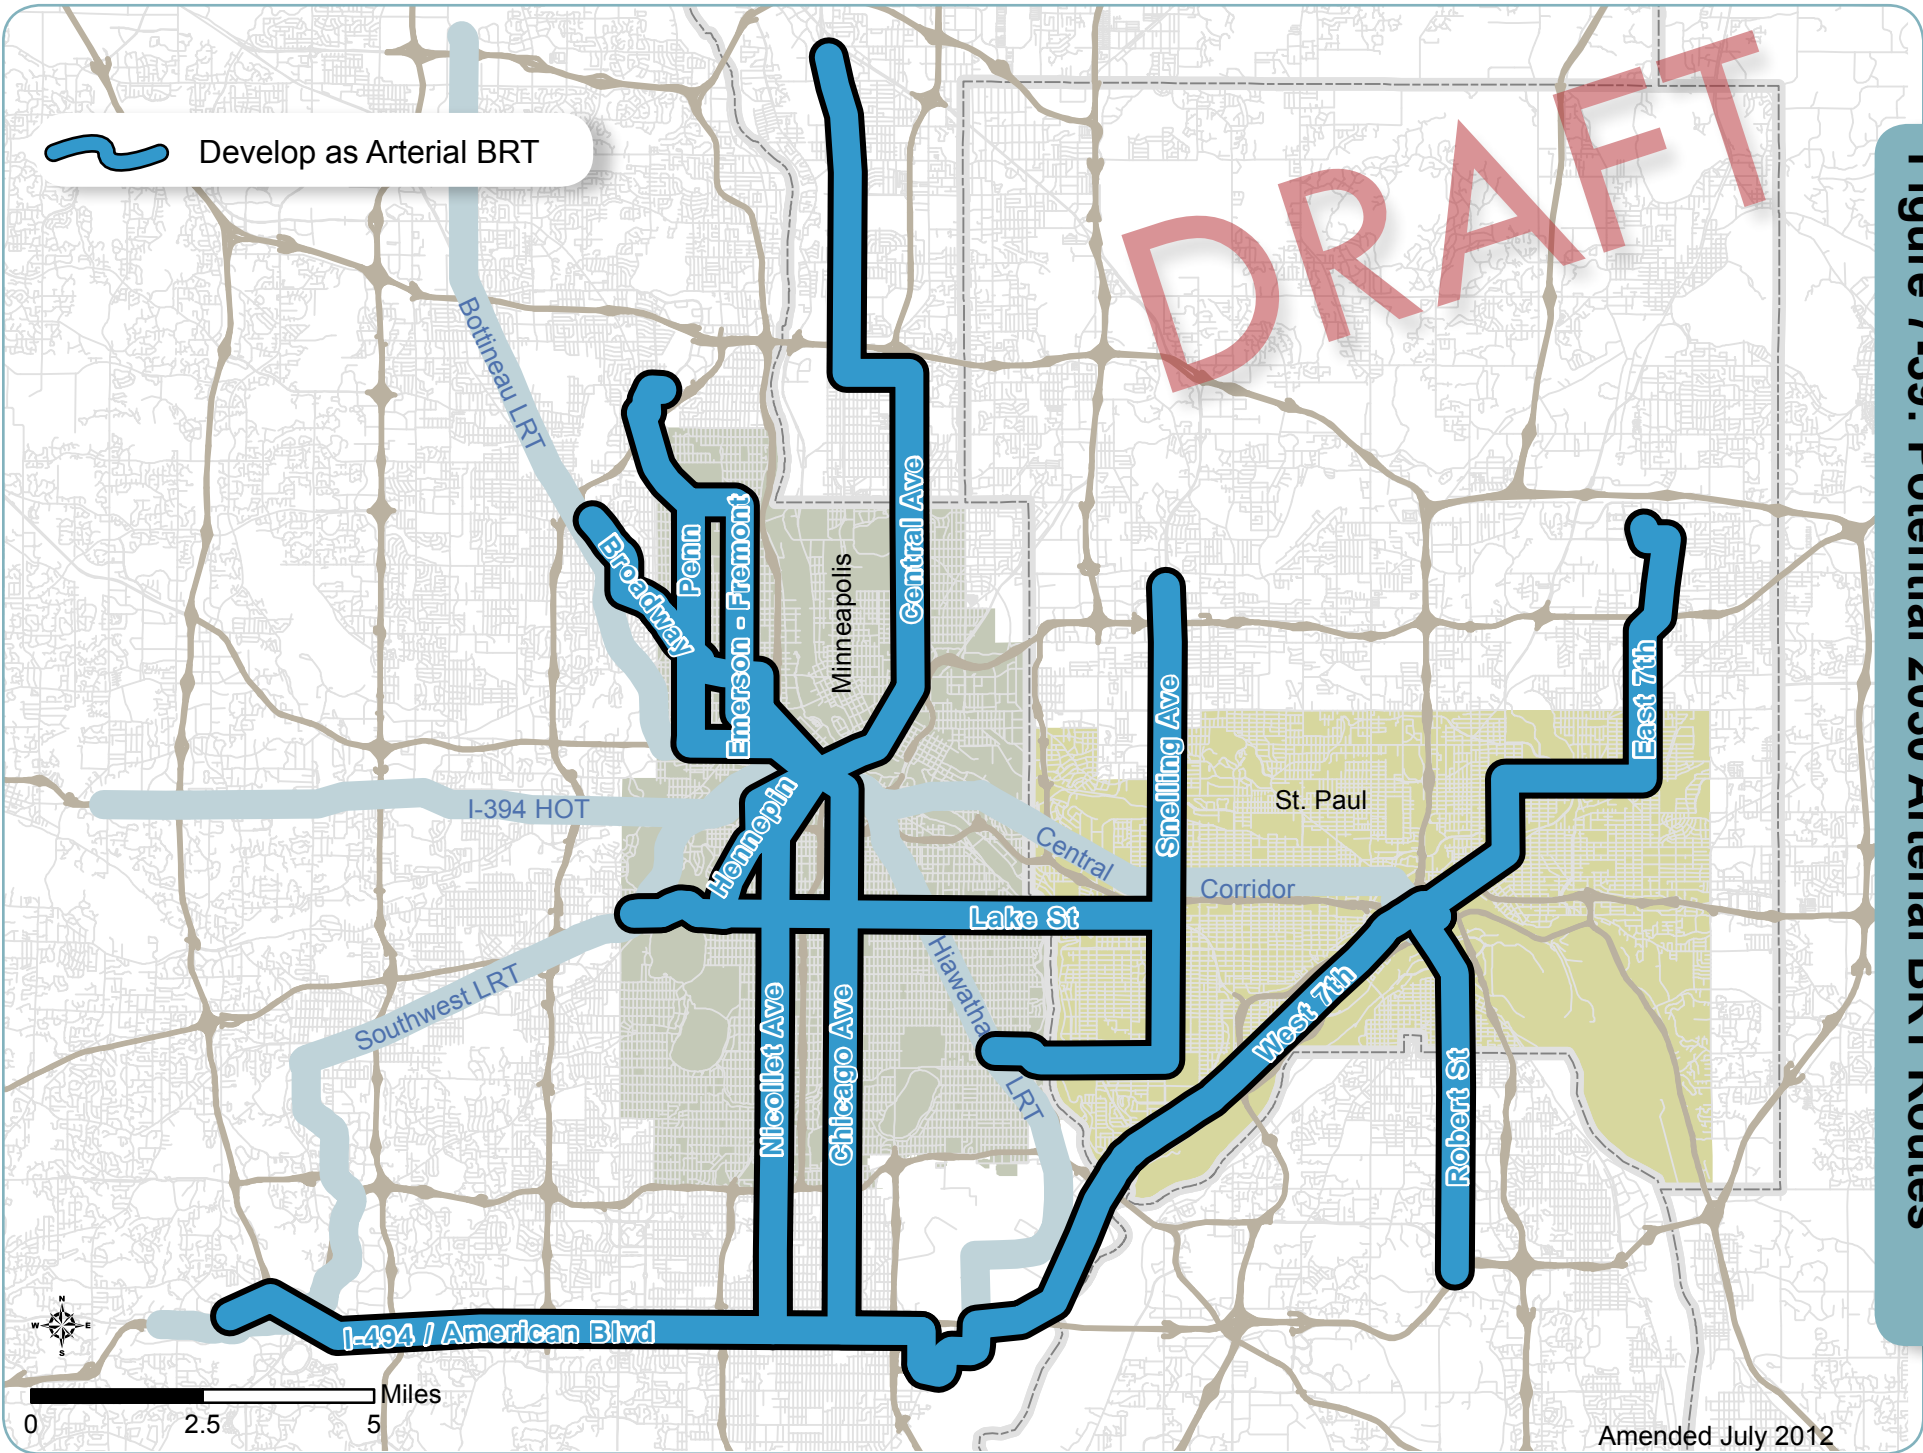 Develop as Arterial BRT
DRAFT
Figure 7-39: Potential 2030 Arterial BRT Routes
Bottineau LRT
Broadway
Penn
Emerson - Fremont
Minneapolis
Central Ave
Snelling Ave
East 7th
St. Paul
I-394 HOT
Hennepin
Central
Corridor
Lake St
Hiawatha
LRT
Southwest LRT
Nicollet Ave
Chicago Ave
West 7th
Robert St
I-494 / American Blvd
N
W E
S
Miles
0 2.5 5
Amended July 2012